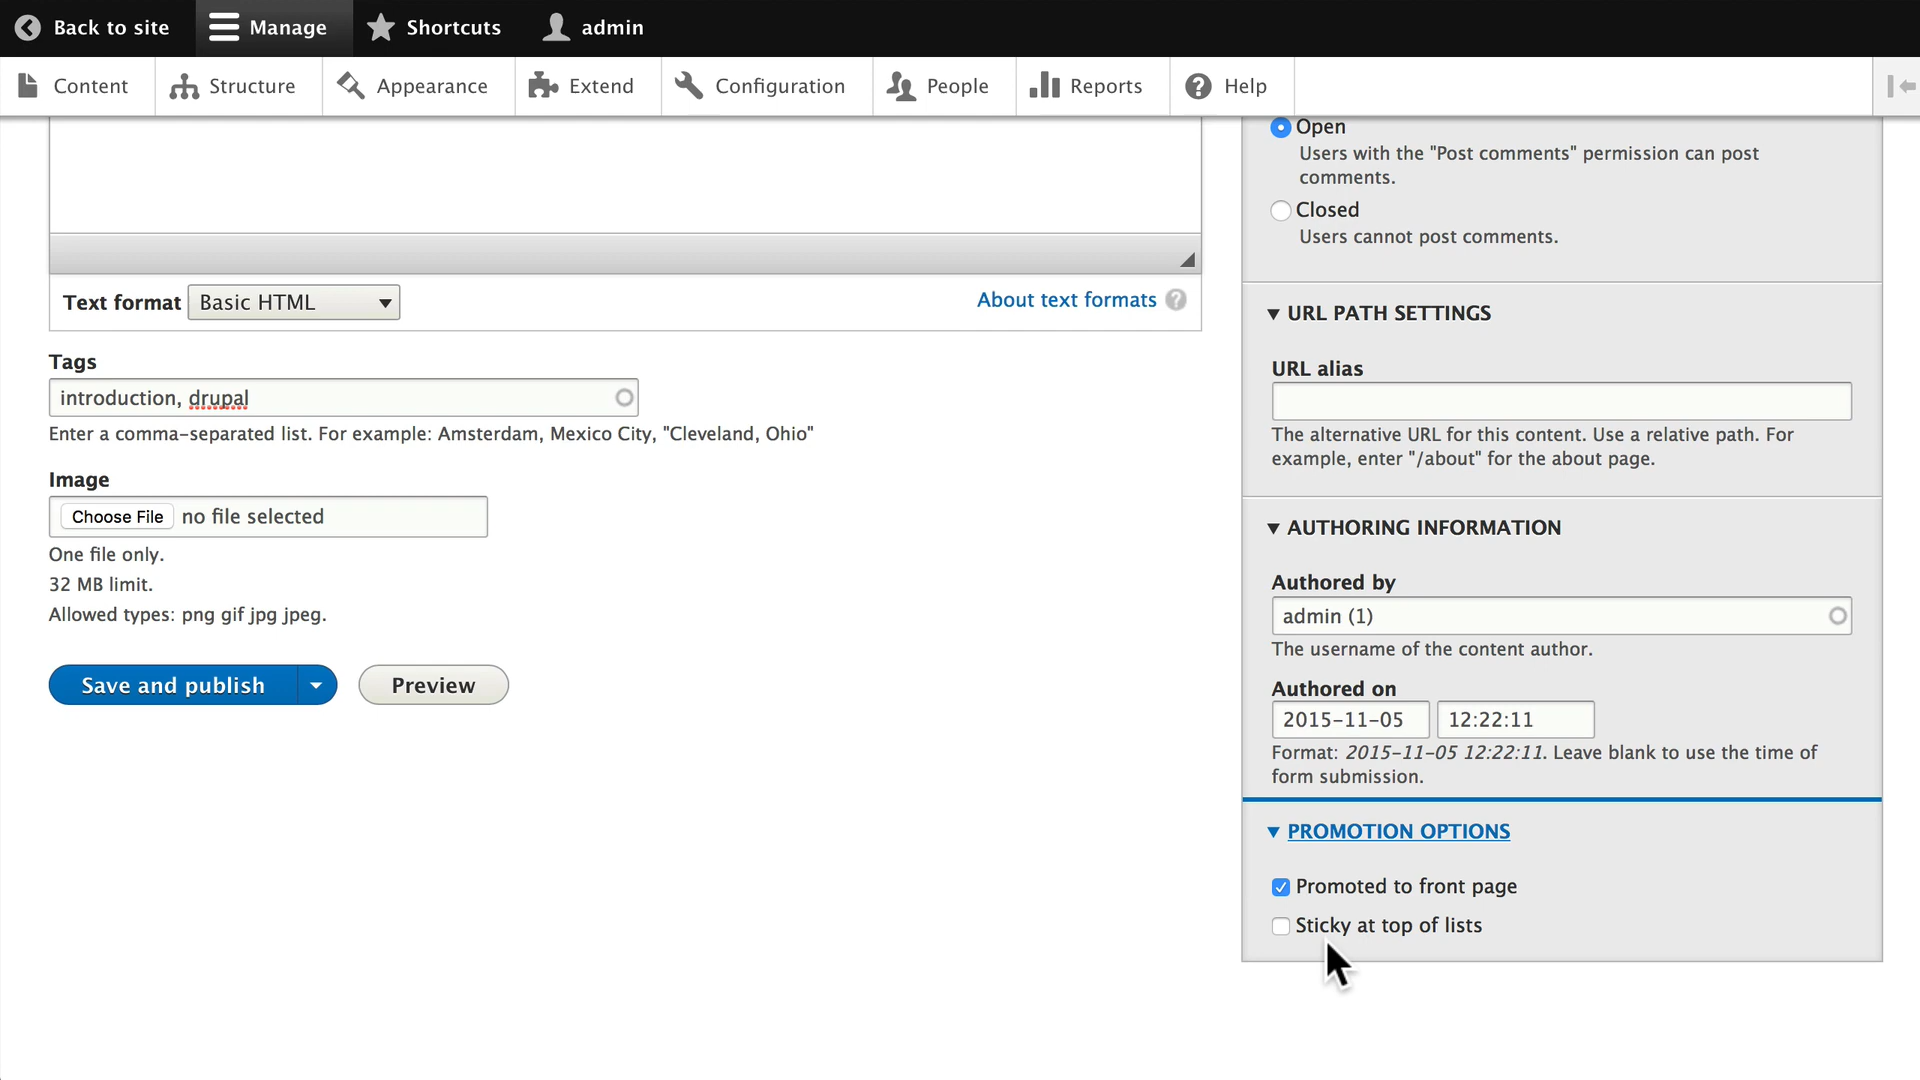 Back to site
Manage
Shortcuts
admin
Content
Structure
Appearance
Extend
Configuration
People
Reports
Help
Text format Basic HTML
About text formats
Tags
introduction, drupal
Enter a comma-separated list. For example: Amsterdam, Mexico City, "Cleveland, Ohio"
Image
Choose File no file selected
One file only.
32 MB limit.
Allowed types: png gif jpg jpeg.
Save and publish
Preview
Open
Users with the "Post comments" permission can post
comments.
Closed
Users cannot post comments.
URL PATH SETTINGS
URL alias
The alternative URL for this content. Use a relative path. For
example, enter "/about" for the about page.
AUTHORING INFORMATION
Authored by
admin (1)
The username of the content author.
Authored on
2015-11-05 12:22:11
Format: 2015-11-05 12:22:11. Leave blank to use the time of
form submission.
PROMOTION OPTIONS
Promoted to front page
Sticky at top of lists